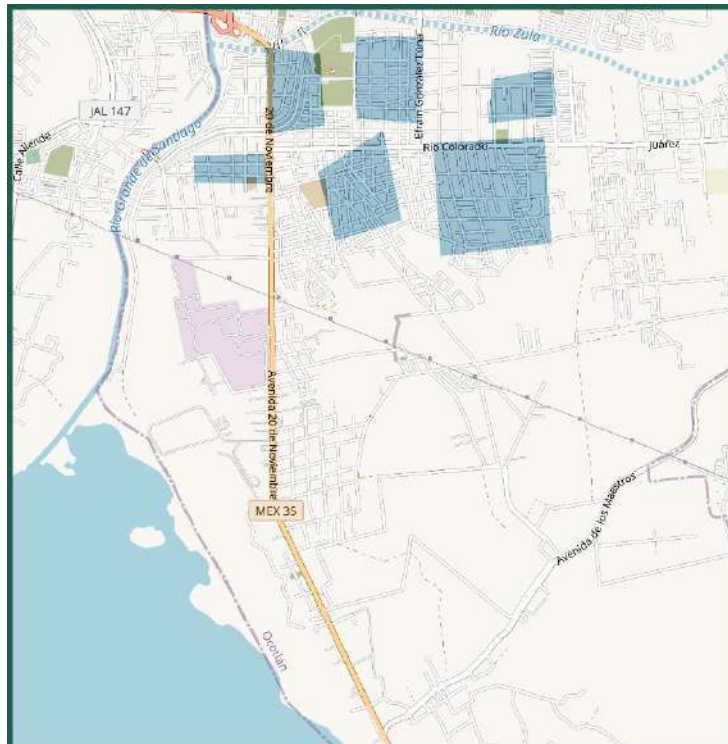 Río Zula
JAL 147
Efraín González Luna
20 de Noviembre
Río Grande de Santiago
Calle Allende
Río Colorado
Juárez
Avenida 20 de Noviembre
MEX 35
Avenida de los Maestros
Ocotlán